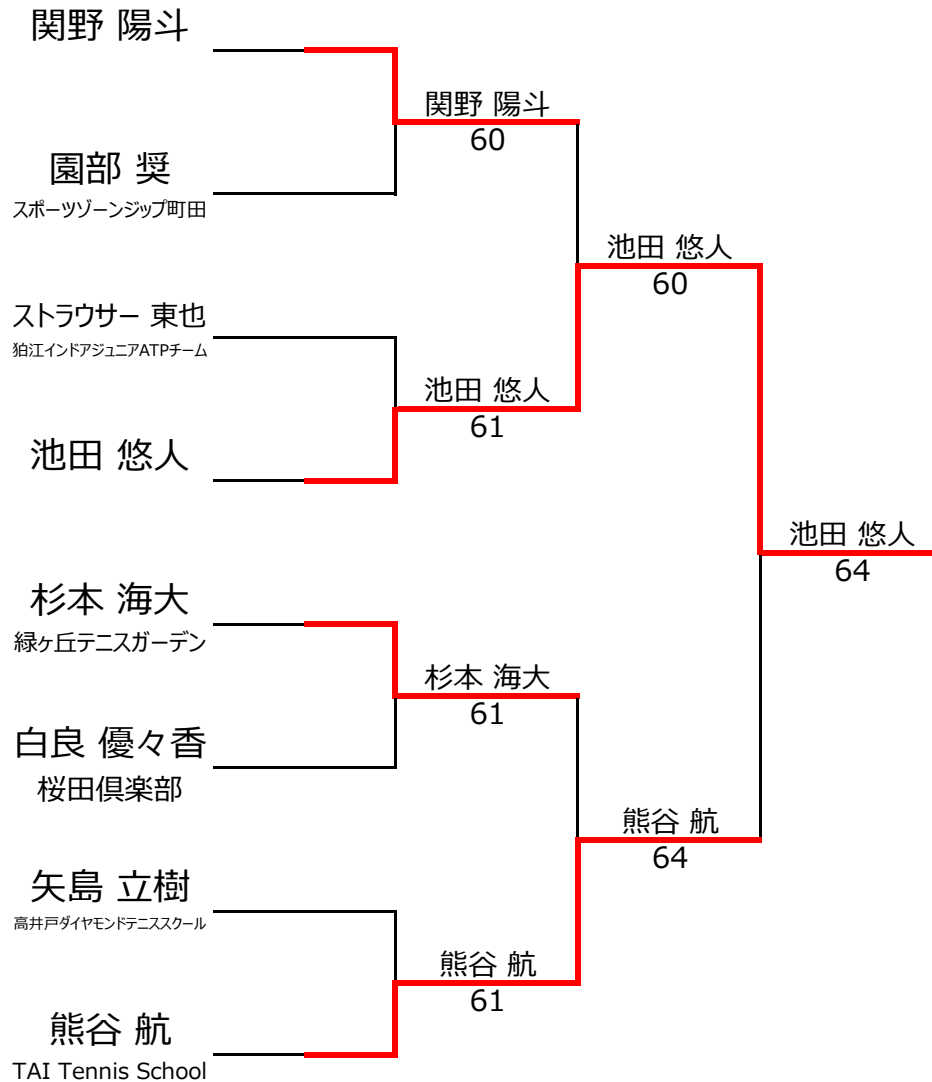 関野 陽斗
関野 陽斗
60
園部 奨
スポーツゾーンジップ町田
池田 悠人
60
ストラウサー 東也
狛江インドアジュニアATPチーム
池田 悠人
61
池田 悠人
池田 悠人
64
杉本 海大
緑ヶ丘テニスガーデン
杉本 海大
61
白良 優々香
桜田倶楽部
熊谷 航
64
矢島 立樹
高井戸ダイヤモンドテニススクール
熊谷 航
61
熊谷 航
TAI Tennis School